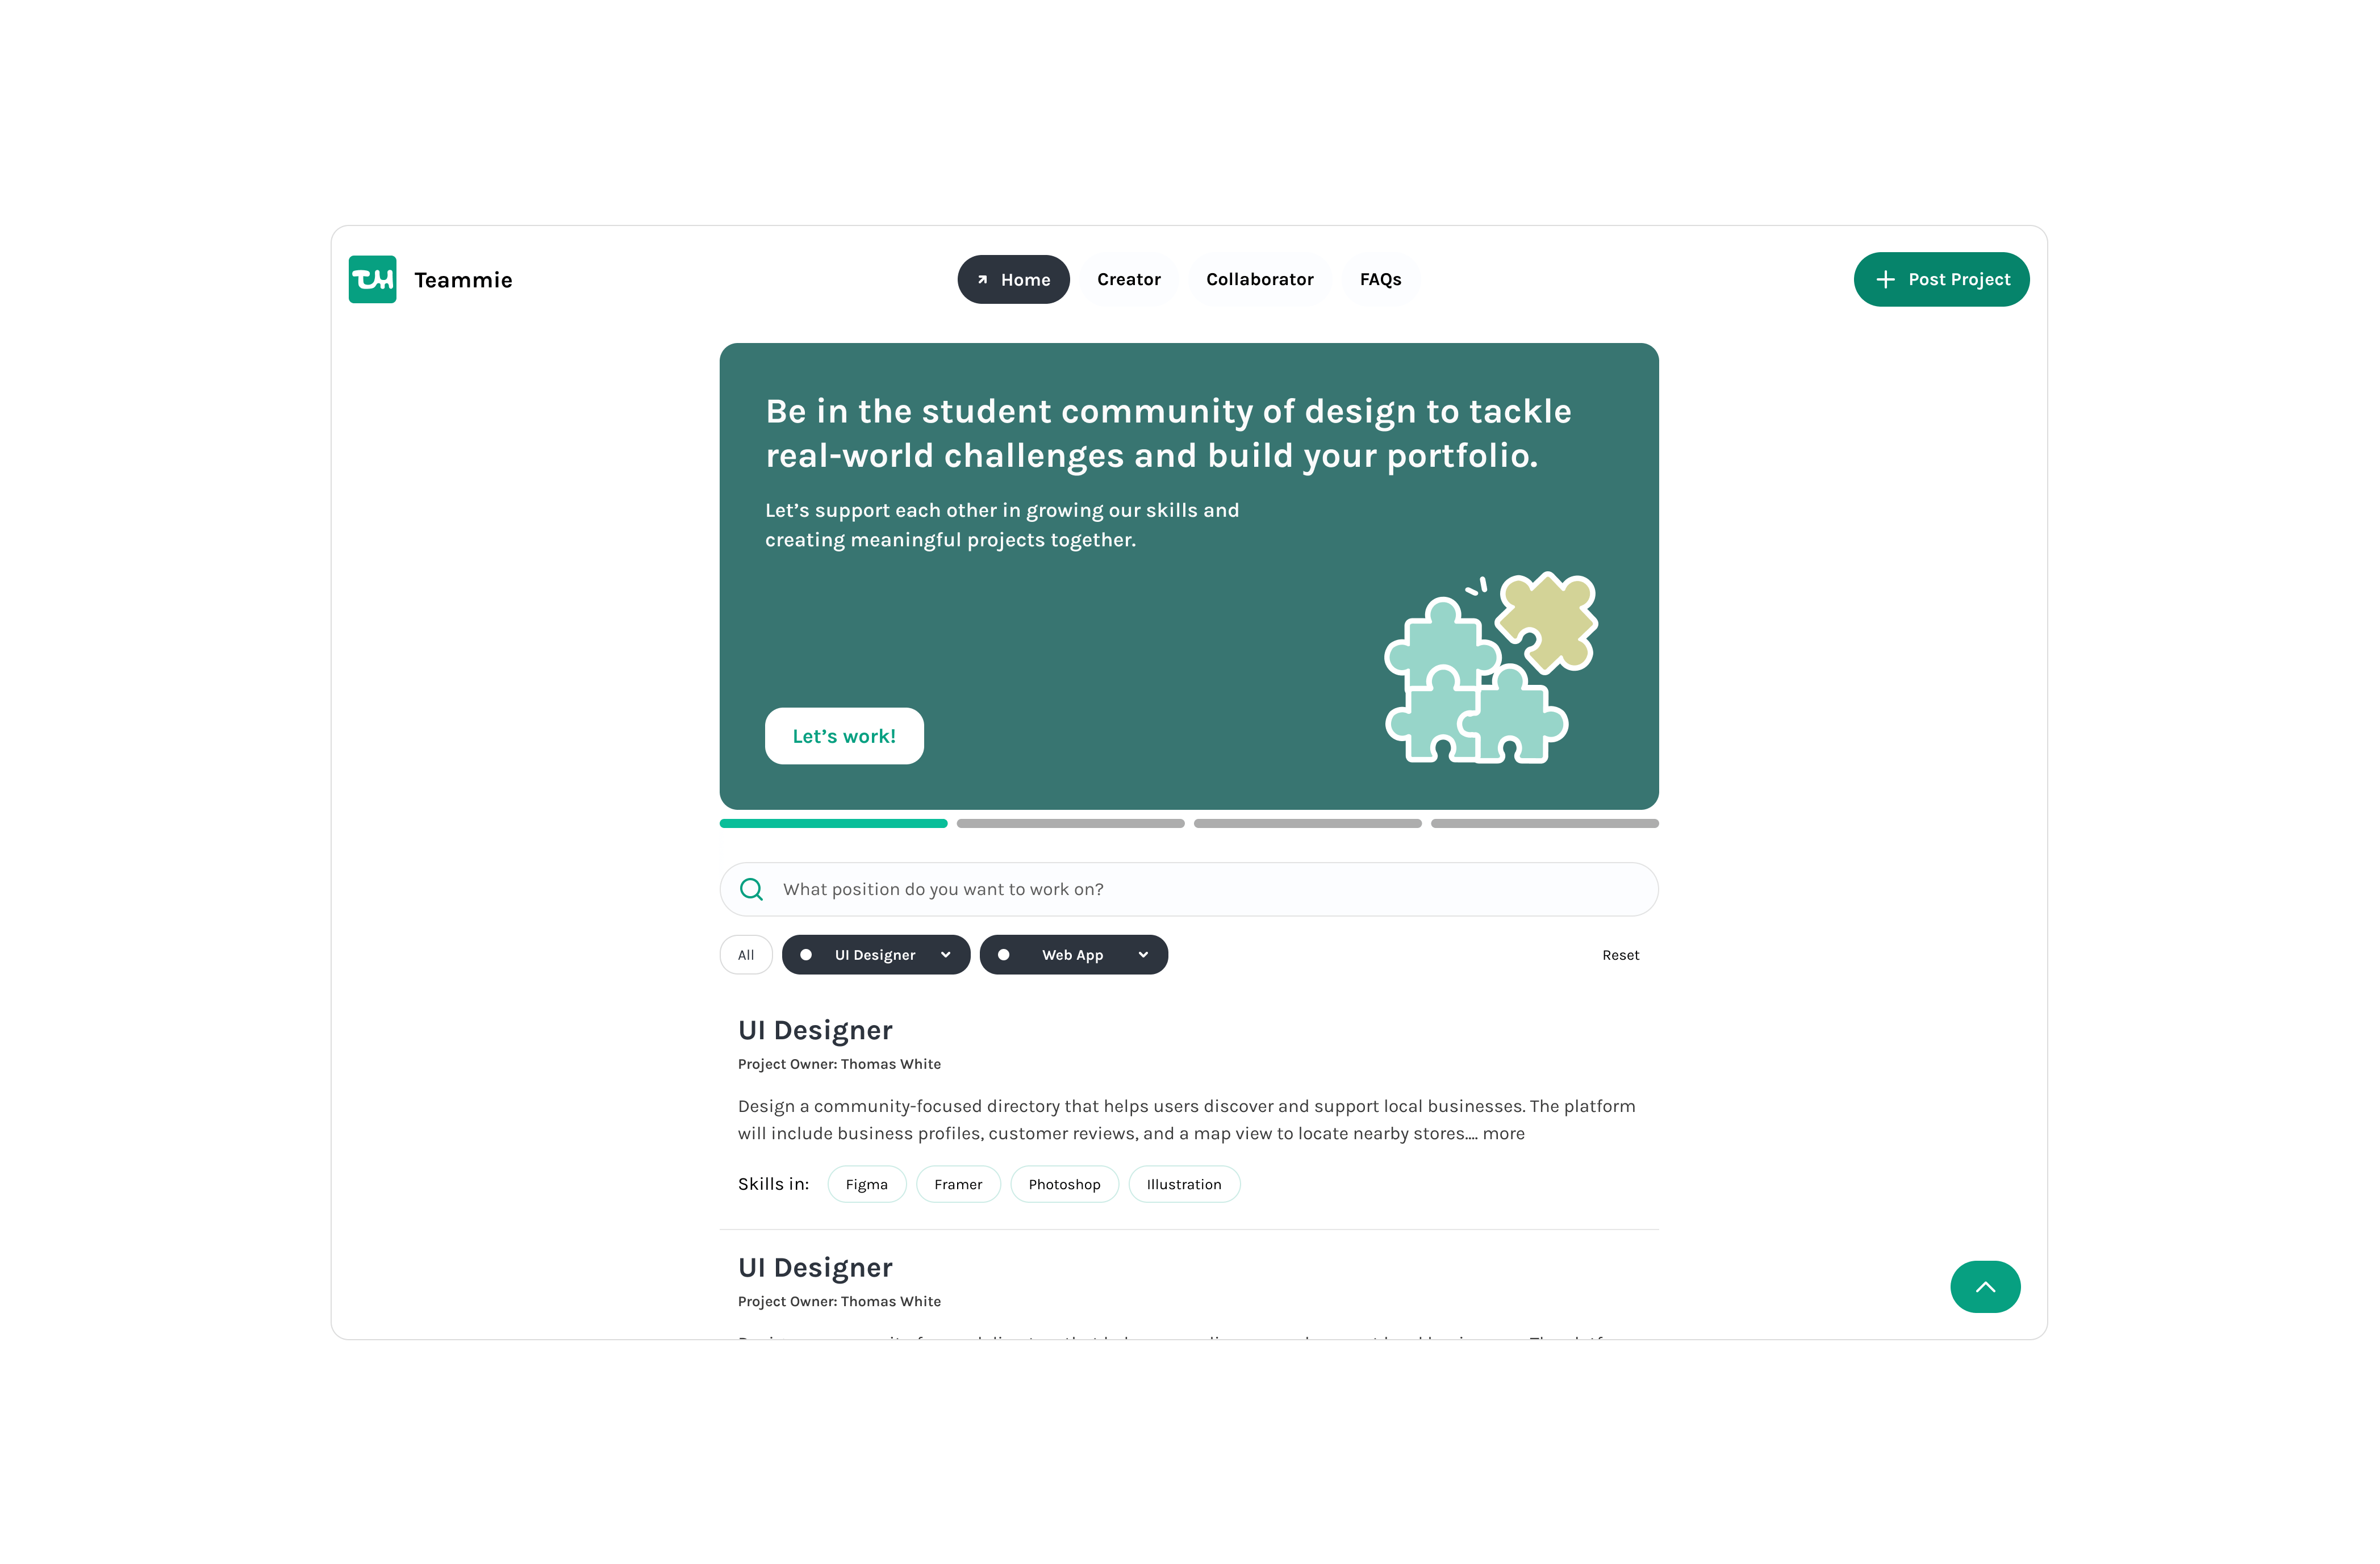 TM Teammie
Home Creator Collaborator FAQs
Post Project
Be in the student community of design to tackle
real-world challenges and build your portfolio.
Let’s support each other in growing our skills and
creating meaningful projects together.
Let’s work!
What position do you want to work on?
All UI Designer Web App Reset
UI Designer
Project Owner: Thomas White
Design a community-focused directory that helps users discover and support local businesses. The platform
will include business profiles, customer reviews, and a map view to locate nearby stores.... more
Skills in: Figma Framer Photoshop Illustration
UI Designer
Project Owner: Thomas White